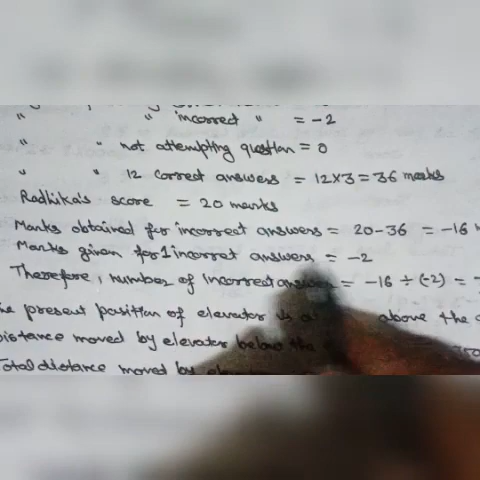 " " incorrect " = -2
" " not attempting question = 0
" " 12 correct answers = 12×3 = 36 marks
Radhika's score = 20 marks
Marks obtained for incorrect answers = 20-36 = -16
Marks given for 1 incorrect answers = -2
Therefore, number of incorrect answers = -16 ÷ (-2) =
he present position of elevator is above the
Distance moved by elevator below the
Total distance moved by